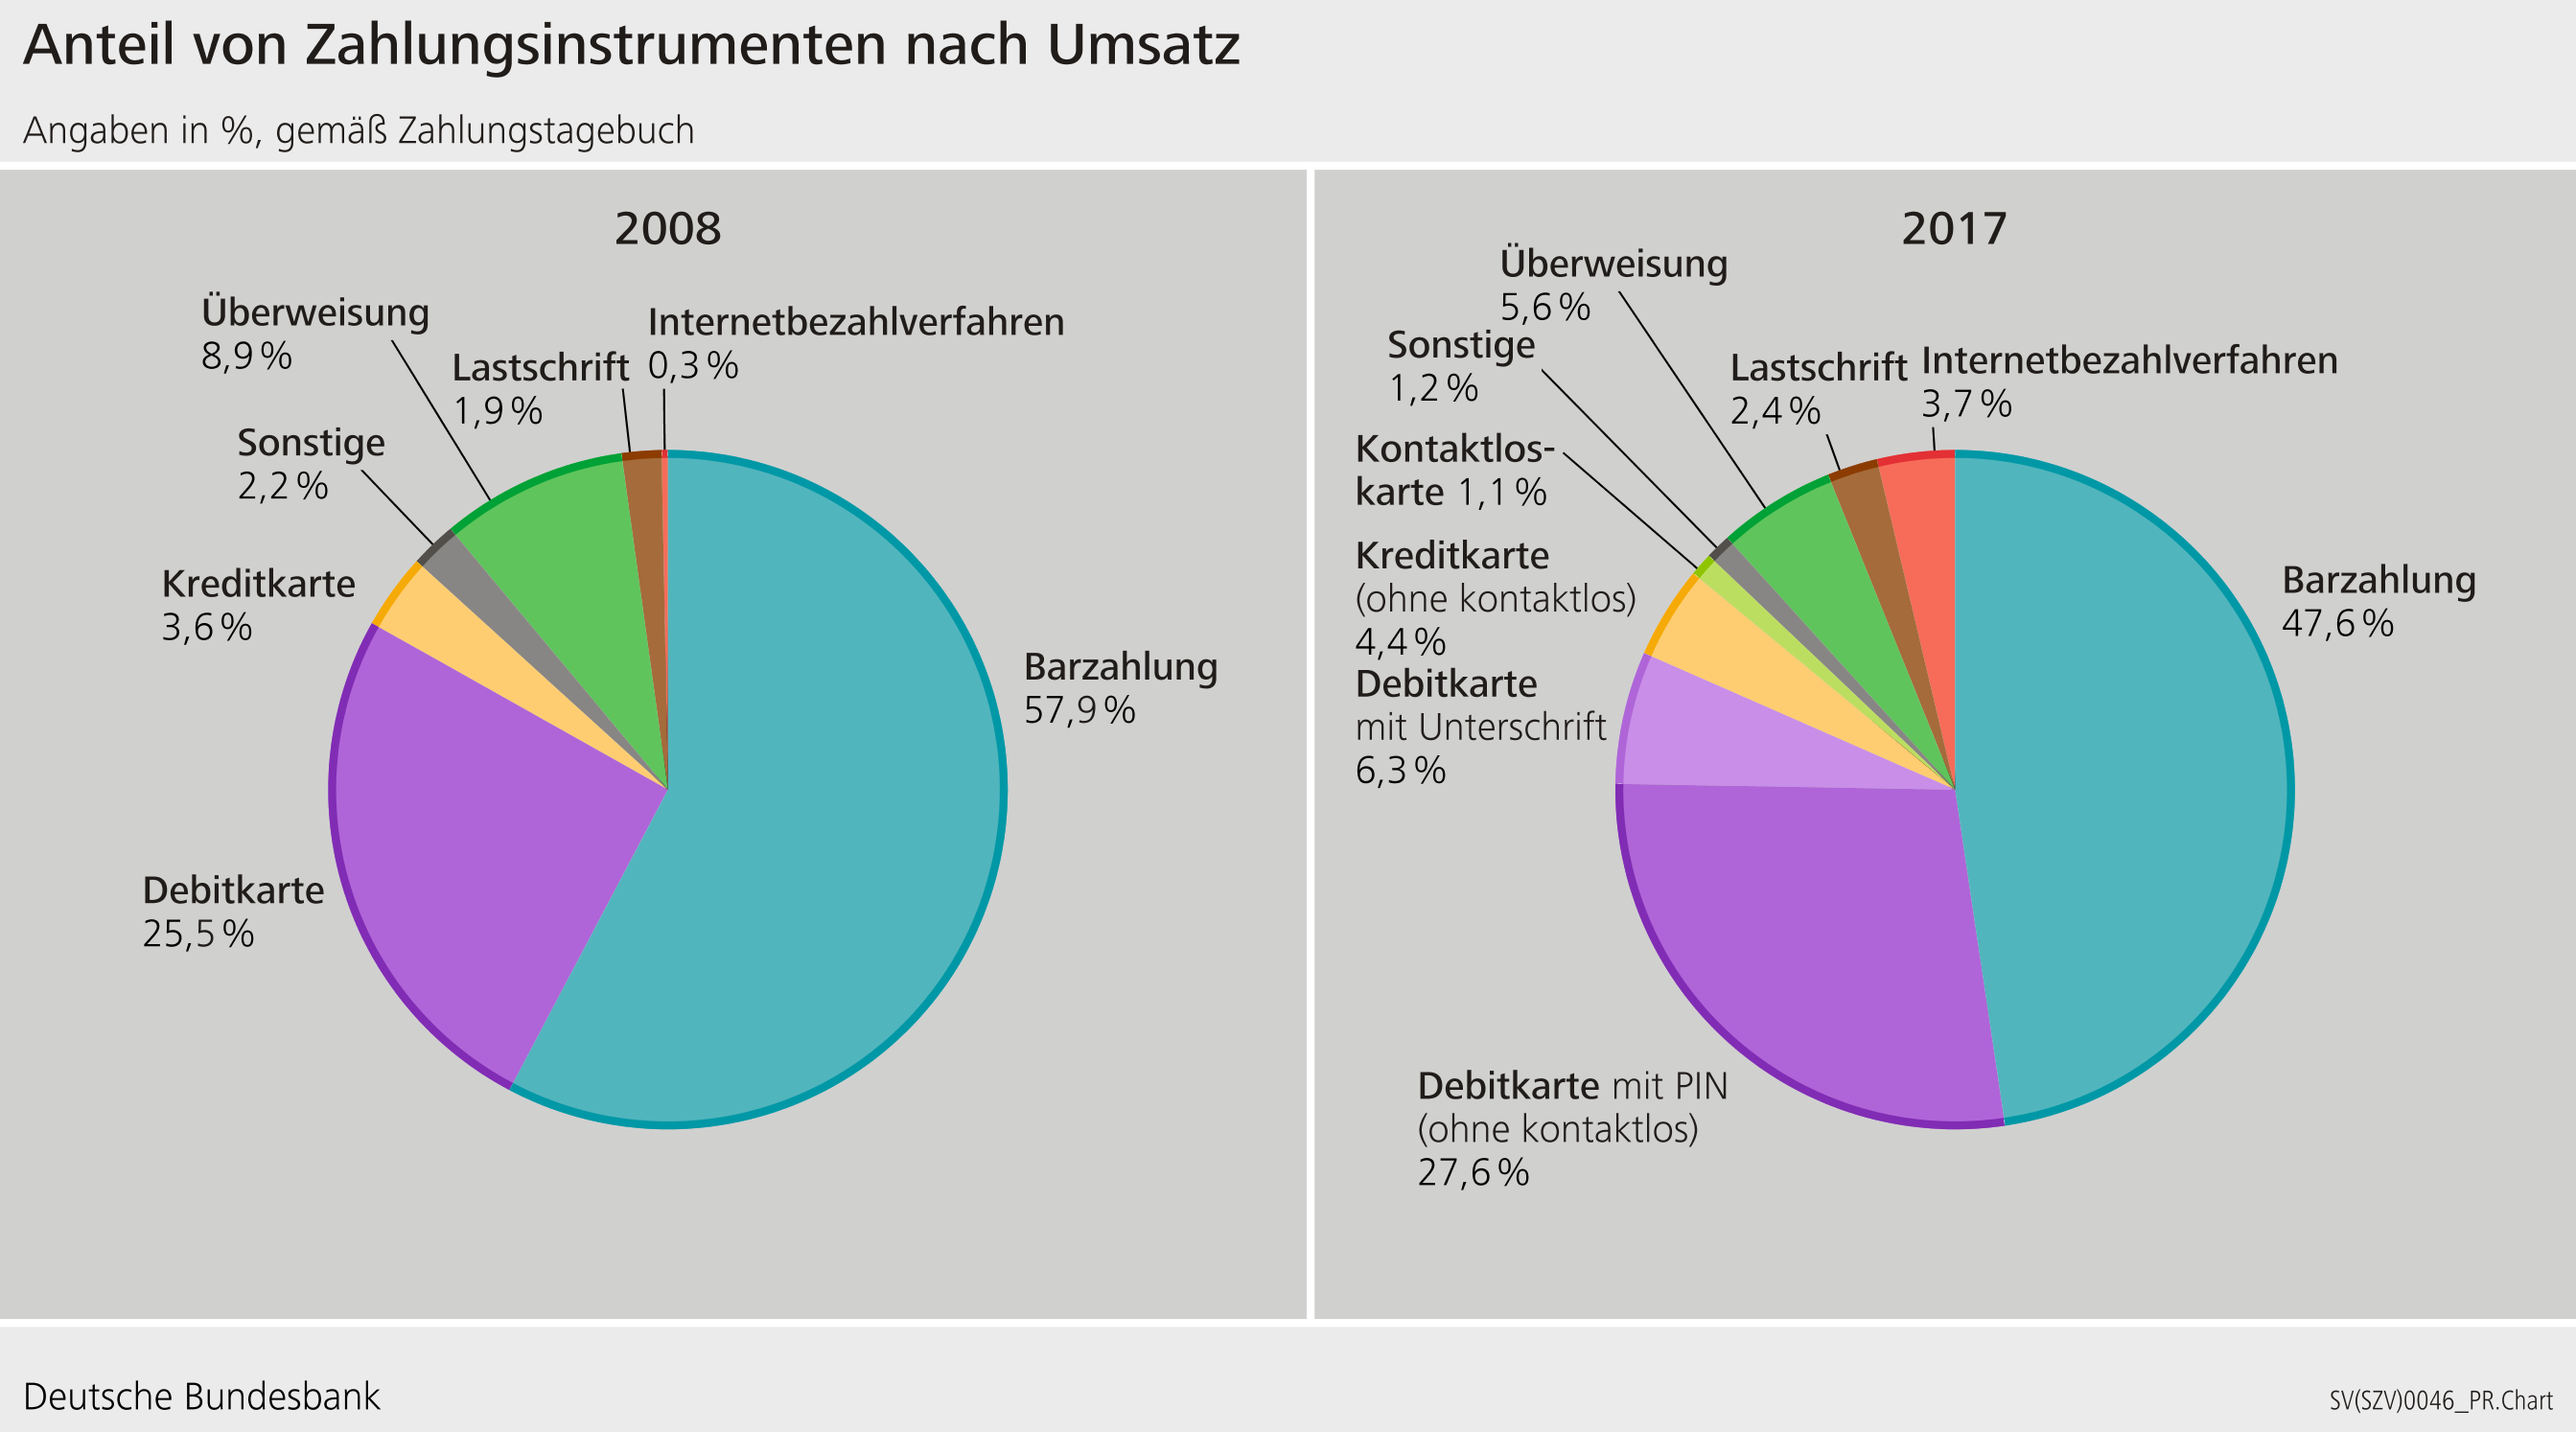 Anteil von Zahlungsinstrumenten nach Umsatz
Angaben in %, gemäß Zahlungstagebuch
2008
Überweisung
8,9 %
Lastschrift
1,9 %
Internetbezahlverfahren
0,3 %
Sonstige
2,2 %
Kreditkarte
3,6 %
Barzahlung
57,9 %
Debitkarte
25,5 %
2017
Überweisung
5,6 %
Sonstige
1,2 %
Lastschrift
2,4 %
Internetbezahlverfahren
3,7 %
Kontaktlos-
karte 1,1 %
Kreditkarte
(ohne kontaktlos)
4,4 %
Barzahlung
47,6 %
Debitkarte
mit Unterschrift
6,3 %
Debitkarte mit PIN
(ohne kontaktlos)
27,6 %
Deutsche Bundesbank
SV(SZV)0046_PR.Chart